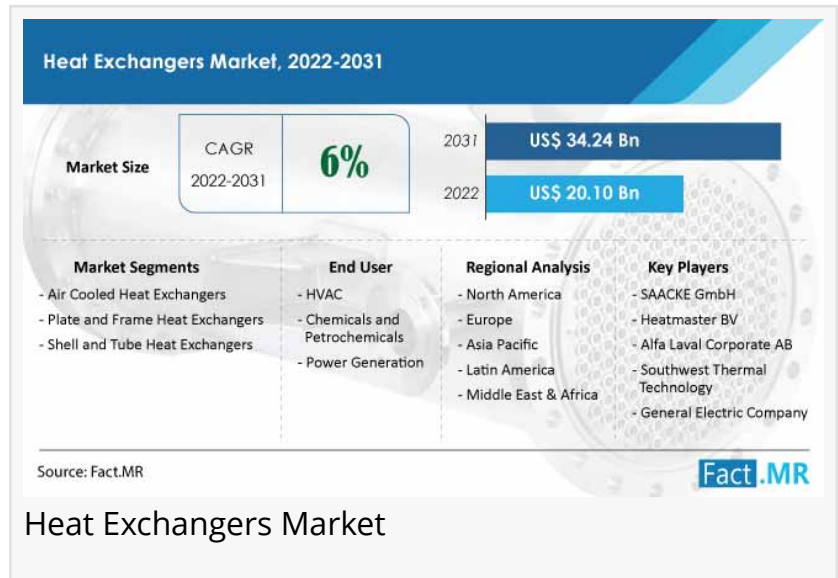 Heat Exchangers Market, 2022-2031
Market Size
CAGR
2022-2031
6%
2031 US$ 34.24 Bn
2022 US$ 20.10 Bn
Market Segments
- Air Cooled Heat Exchangers
- Plate and Frame Heat Exchangers
- Shell and Tube Heat Exchangers
End User
- HVAC
- Chemicals and
Petrochemicals
- Power Generation
Regional Analysis
- North America
- Europe
- Asia Pacific
- Latin America
- Middle East & Africa
Key Players
- SAACKE GmbH
- Heatmaster BV
- Alfa Laval Corporate AB
- Southwest Thermal
Technology
- General Electric Company
Source: Fact.MR
Fact.MR
Heat Exchangers Market